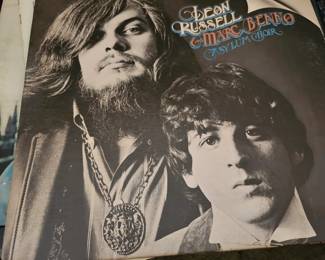 LEON
RUSSELL
& MARC BENNO
ASYLUM CHOIR